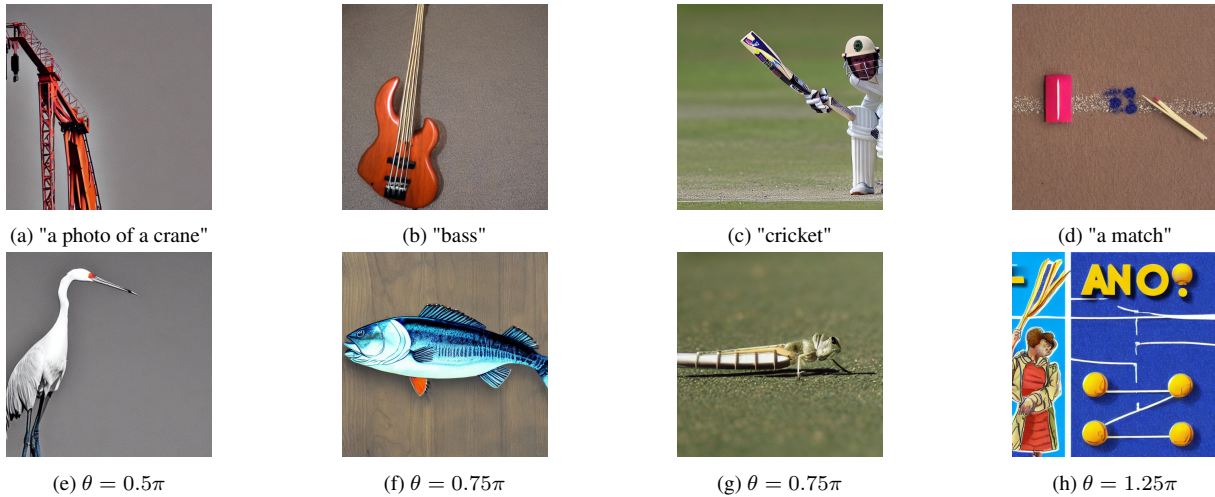 (a) "a photo of a crane"
(b) "bass"
(c) "cricket"
(d) "a match"
ANO?
(e) θ = 0.5π
(f) θ = 0.75π
(g) θ = 0.75π
(h) θ = 1.25π